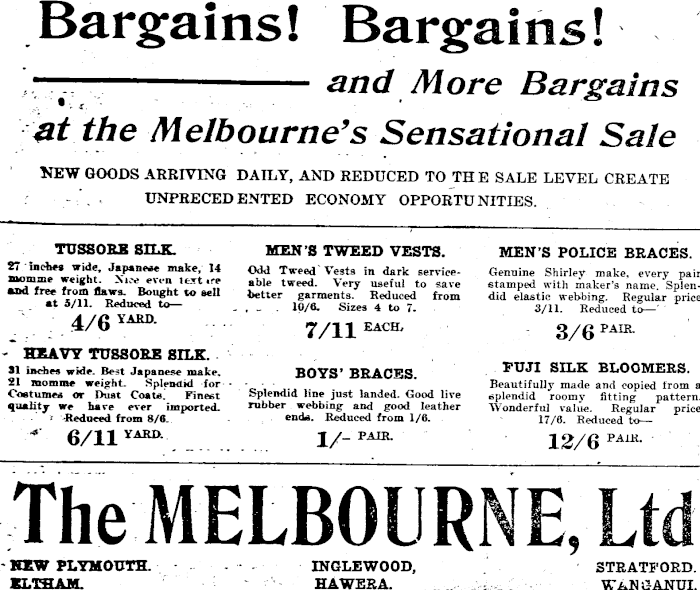 Bargains! Bargains!
and More Bargains
at the Melbourne's Sensational Sale
NEW GOODS ARRIVING DAILY, AND REDUCED TO THE SALE LEVEL CREATE
UNPRECEDENTED ECONOMY OPPORTUNITIES.
TUSSORE SILK.
27 inches wide, Japanese make, 14
momme weight. Nice even texture
and free from flaws. Bought to sell
at 5/11. Reduced to—
4/6 YARD.
HEAVY TUSSORE SILK.
31 inches wide. Best Japanese make.
21 momme weight. Splendid for
Costumes or Dust Coats. Finest
quality we have ever imported.
Reduced from 8/6.
6/11 YARD.
MEN'S TWEED VESTS.
Odd Tweed Vests in dark service-
able tweed. Very useful to save
better garments. Reduced from
10/6. Sizes 4 to 7.
7/11 EACH.
BOYS' BRACES.
Splendid line just landed. Good live
rubber webbing and good leather
ends. Reduced from 1/6.
1/- PAIR.
MEN'S POLICE BRACES.
Genuine Shirley make, every pair
stamped with maker's name. Splen-
did elastic webbing. Regular price
3/11. Reduced to—
3/6 PAIR.
FUJI SILK BLOOMERS.
Beautifully made and copied from a
splendid roomy fitting pattern.
Wonderful value. Regular price
17/6. Reduced to—
12/6 PAIR.
The MELBOURNE, Ltd
NEW PLYMOUTH. INGLEWOOD, STRATFORD.
ELTHAM. HAWERA. WANGANUI.